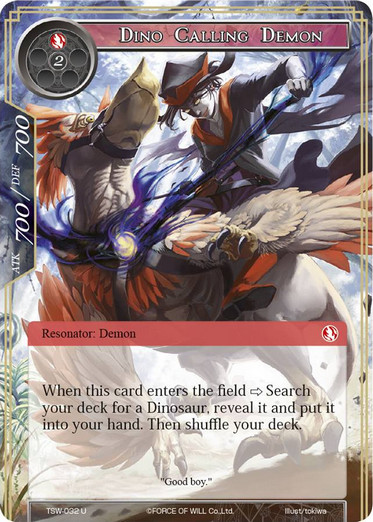 Dino Calling Demon
2
ATK 700 / DEF 700
Resonator: Demon
When this card enters the field ⇨ Search
your deck for a Dinosaur, reveal it and put it
into your hand. Then shuffle your deck.
"Good boy."
TSW-032 U ©FORCE OF WILL Co.,Ltd. Illust/tokiwa